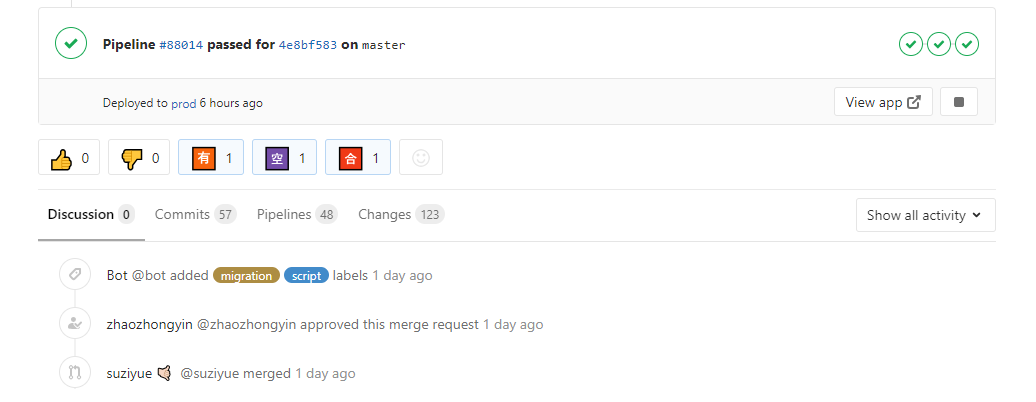 Pipeline #88014 passed for 4e8bf583 on master
Deployed to prod 6 hours ago
View app
0
0
有 1
空 1
合 1
Discussion 0 Commits 57 Pipelines 48 Changes 123
Show all activity
Bot @bot added migration script labels 1 day ago
zhaozhongyin @zhaozhongyin approved this merge request 1 day ago
suziyue @suziyue merged 1 day ago